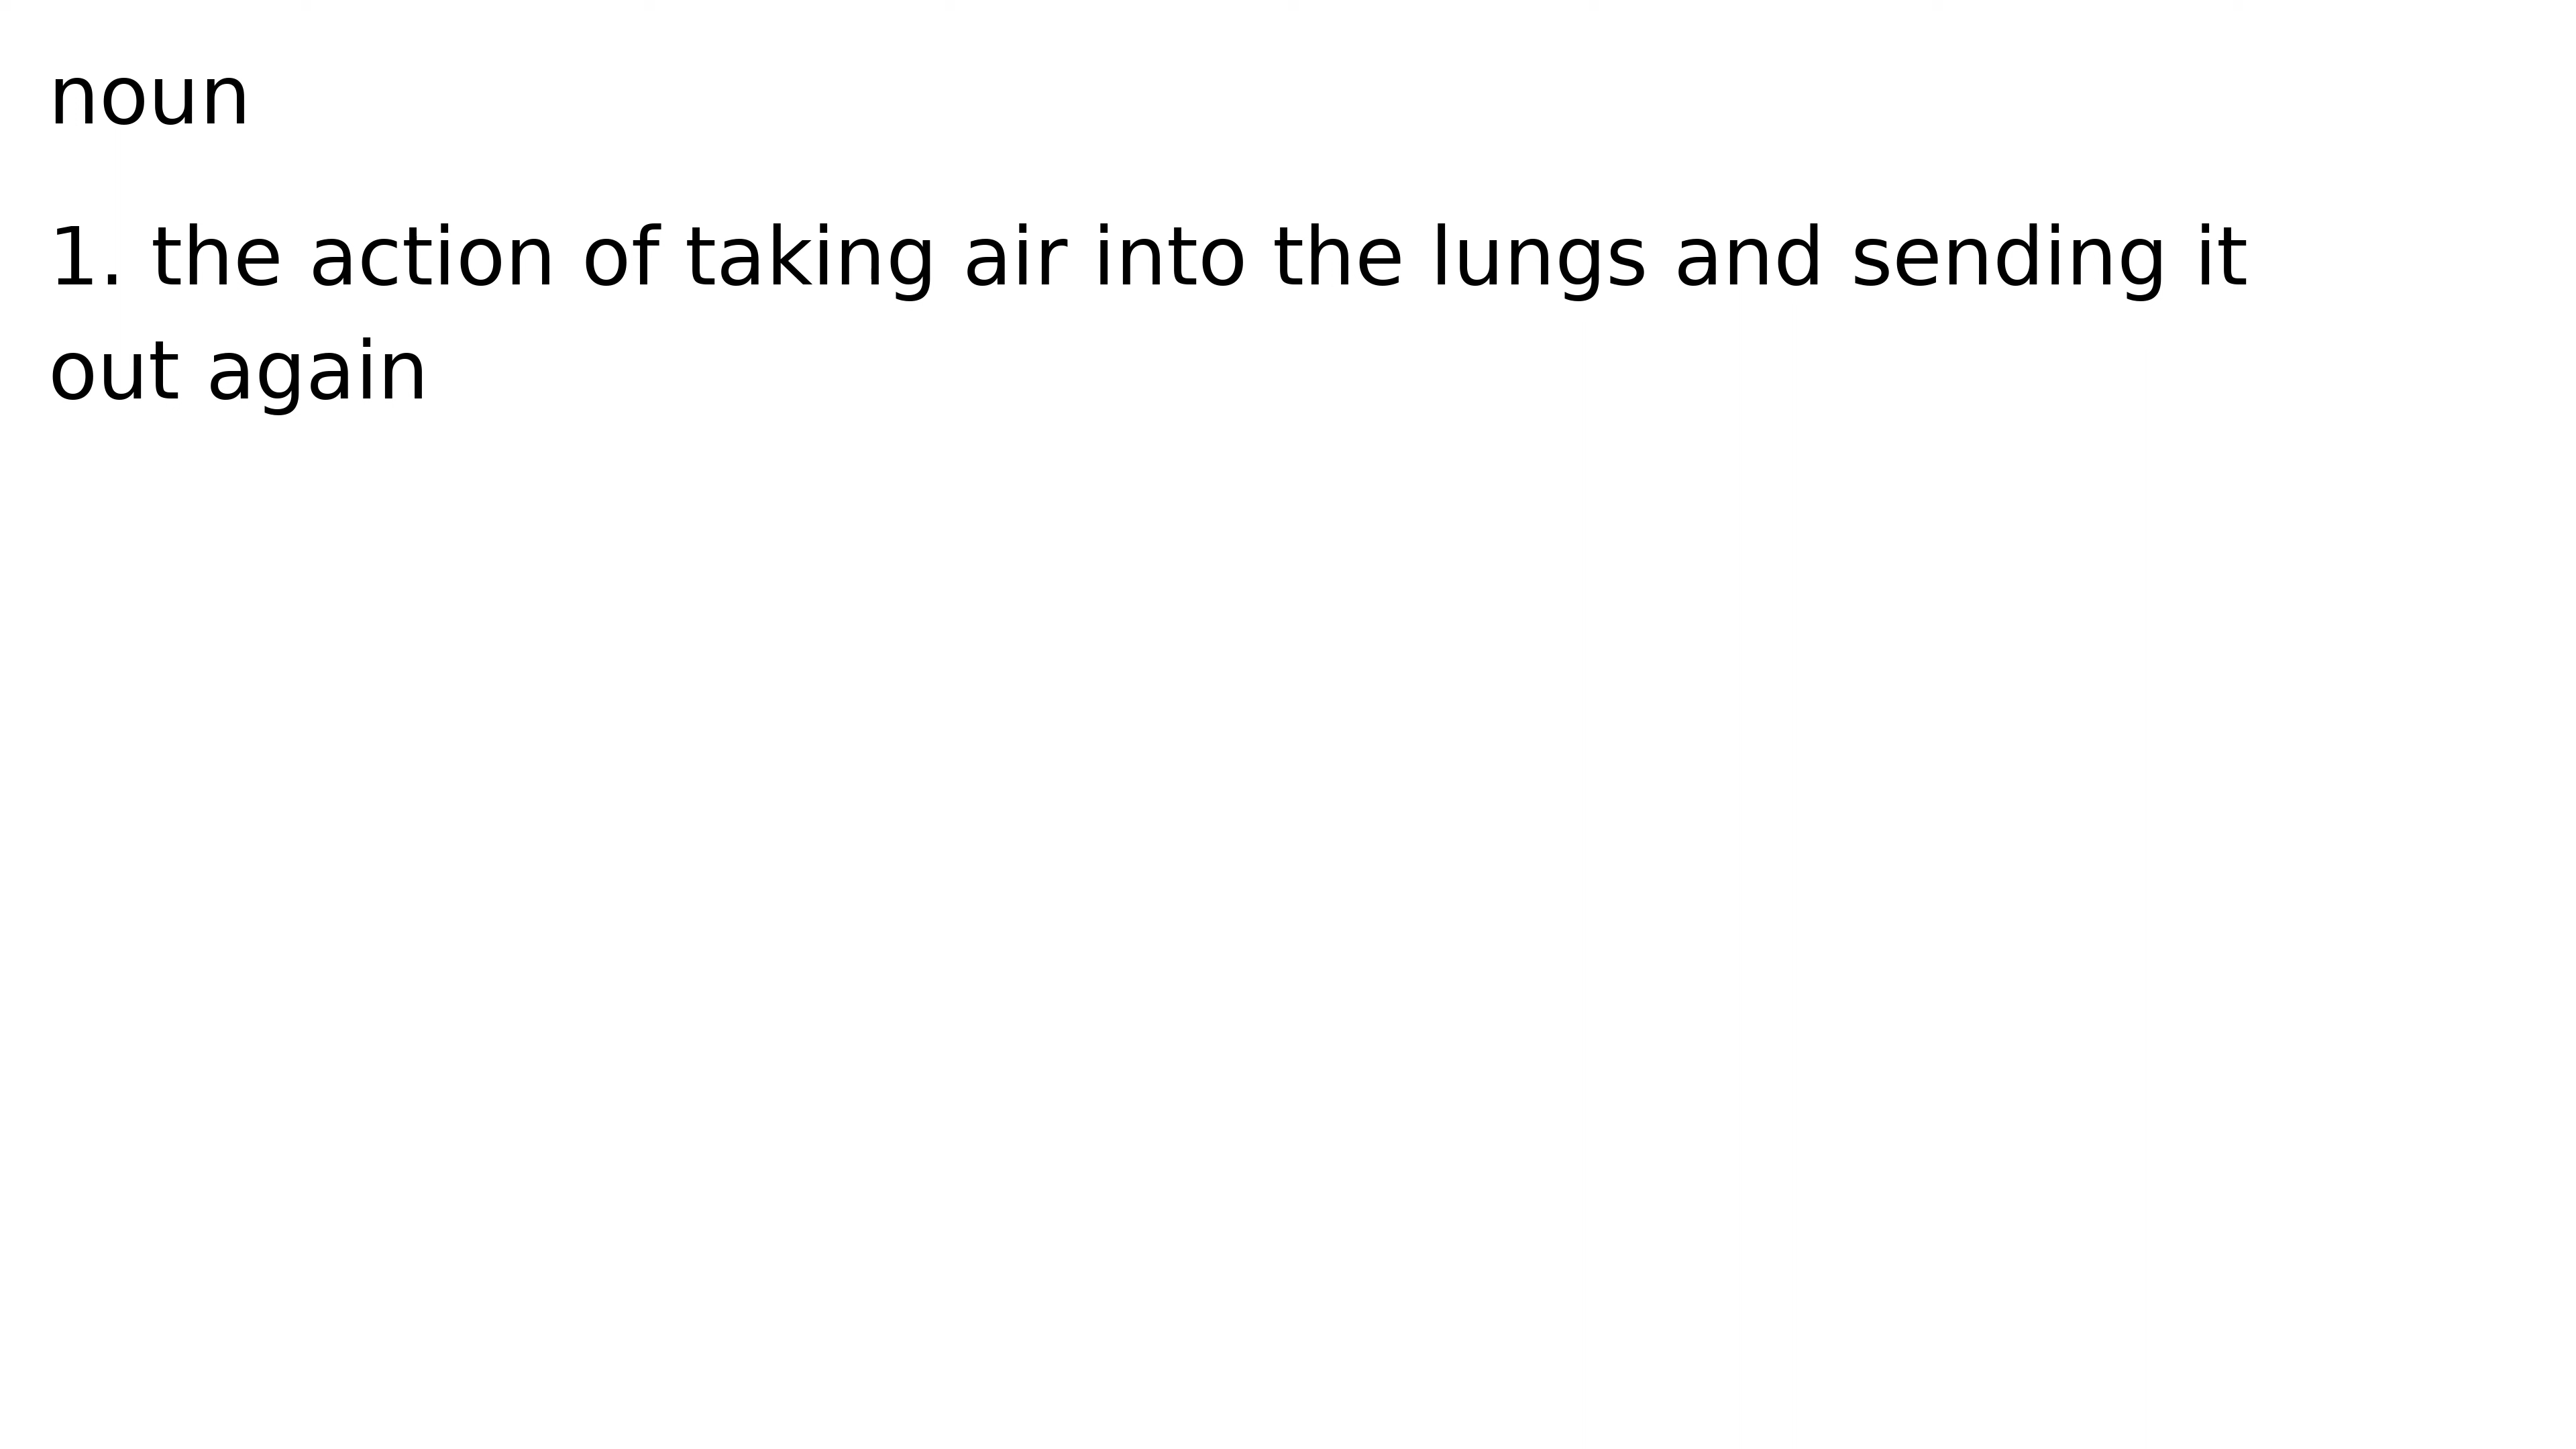 noun
1. the action of taking air into the lungs and sending it
out again